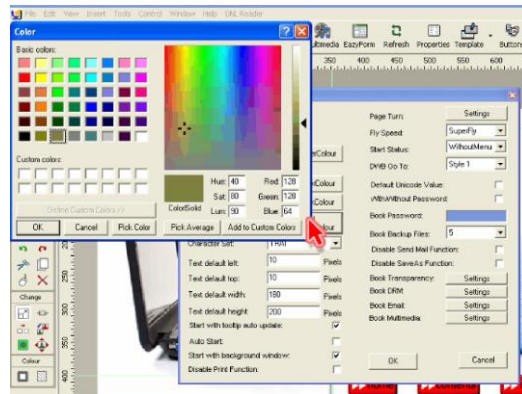 File Edit View Insert Tools Control Window Help DNL Reader
Color
Basic colors:
Custom colors:
Define Custom Colors >>
OK Cancel Pick Color
ColorSolid
Hue: 40 Red: 128
Sat: 80 Green: 128
Lum: 90 Blue: 64
Pick Average Add to Custom Colors
EazyForm Refresh Properties Template Button
350 400 450 500 550 600
Page Turn: Settings
Fly Speed: SuperFly
Start Status: WithoutMenu
DWB Go To: Style 1
Default Unicode Value:
With/Without Password
Book Password:
Book Backup Files: 5
Disable Send Mail Function:
Disable SaveAs Function:
Book Transparency: Settings
Book DRM: Settings
Book Email: Settings
Book Multimedia: Settings
OK Cancel
Character Set:
Text default left: 10 Pixels
Text default top: 10 Pixels
Text default width: 180 Pixels
Text default height: 200 Pixels
Start with tooltip auto update:
Auto Start:
Start with background window:
Disable Print Function:
Change
Colour
250
300
350
400